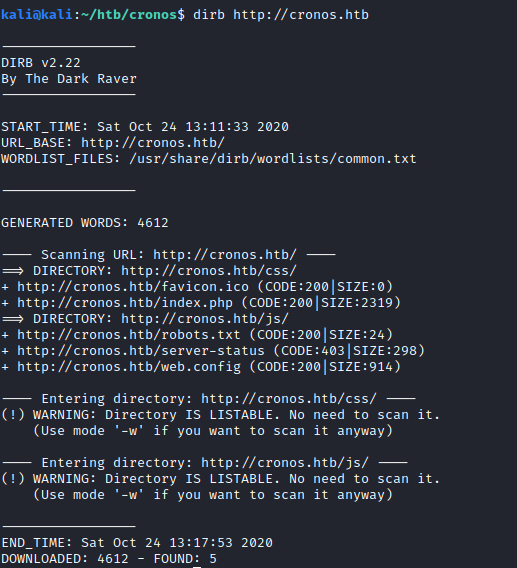 kali@kali:~/htb/cronos$ dirb http://cronos.htb
-----------------
DIRB v2.22
By The Dark Raver
-----------------
START_TIME: Sat Oct 24 13:11:33 2020
URL_BASE: http://cronos.htb/
WORDLIST_FILES: /usr/share/dirb/wordlists/common.txt
-----------------
GENERATED WORDS: 4612
---- Scanning URL: http://cronos.htb/ ----
==> DIRECTORY: http://cronos.htb/css/
+ http://cronos.htb/favicon.ico (CODE:200|SIZE:0)
+ http://cronos.htb/index.php (CODE:200|SIZE:2319)
==> DIRECTORY: http://cronos.htb/js/
+ http://cronos.htb/robots.txt (CODE:200|SIZE:24)
+ http://cronos.htb/server-status (CODE:403|SIZE:298)
+ http://cronos.htb/web.config (CODE:200|SIZE:914)
---- Entering directory: http://cronos.htb/css/ ----
(!) WARNING: Directory IS LISTABLE. No need to scan it.
(Use mode '-w' if you want to scan it anyway)
---- Entering directory: http://cronos.htb/js/ ----
(!) WARNING: Directory IS LISTABLE. No need to scan it.
(Use mode '-w' if you want to scan it anyway)
-----------------
END_TIME: Sat Oct 24 13:17:53 2020
DOWNLOADED: 4612 - FOUND: 5